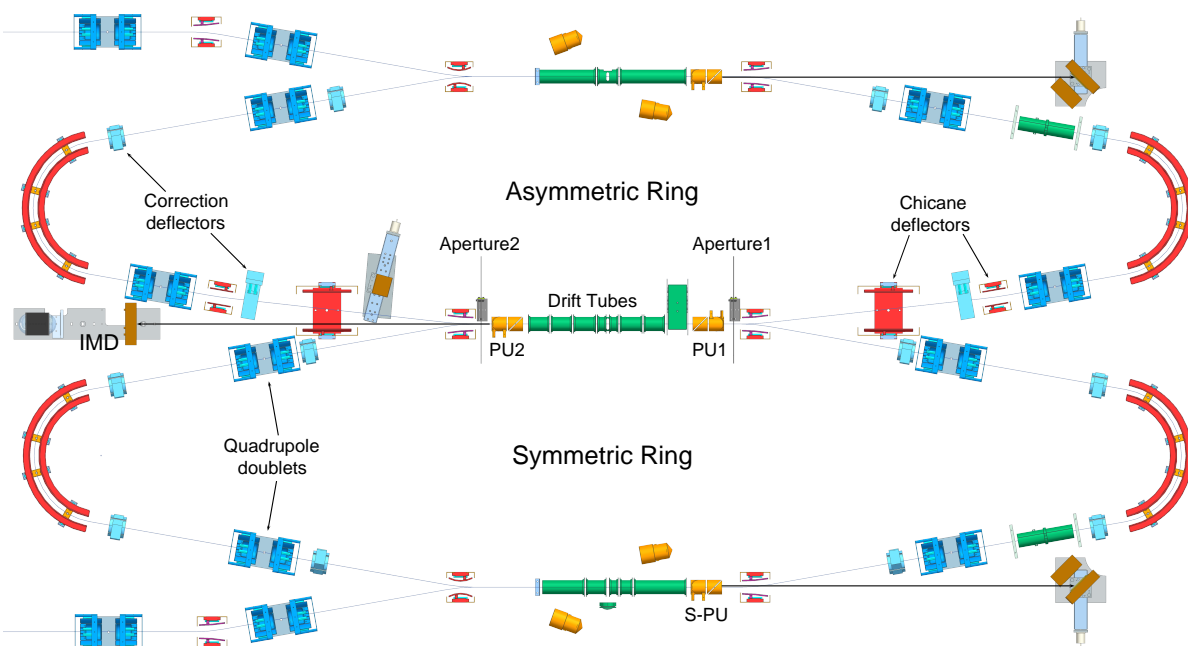 Asymmetric Ring
Correction
deflectors
Chicane
deflectors
Aperture2
Aperture1
Drift Tubes
IMD
PU2
PU1
Quadrupole
doublets
Symmetric Ring
S-PU